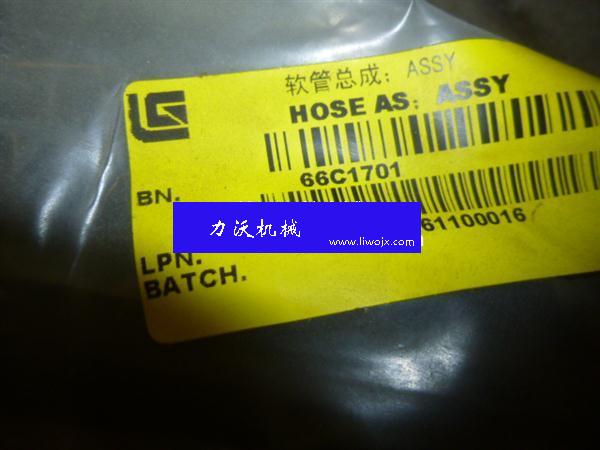 软管总成：ASSY
HOSE AS：ASSY
66C1701
BN.
61100016
力沃机械
www.liwojx.com
LPN.
BATCH.